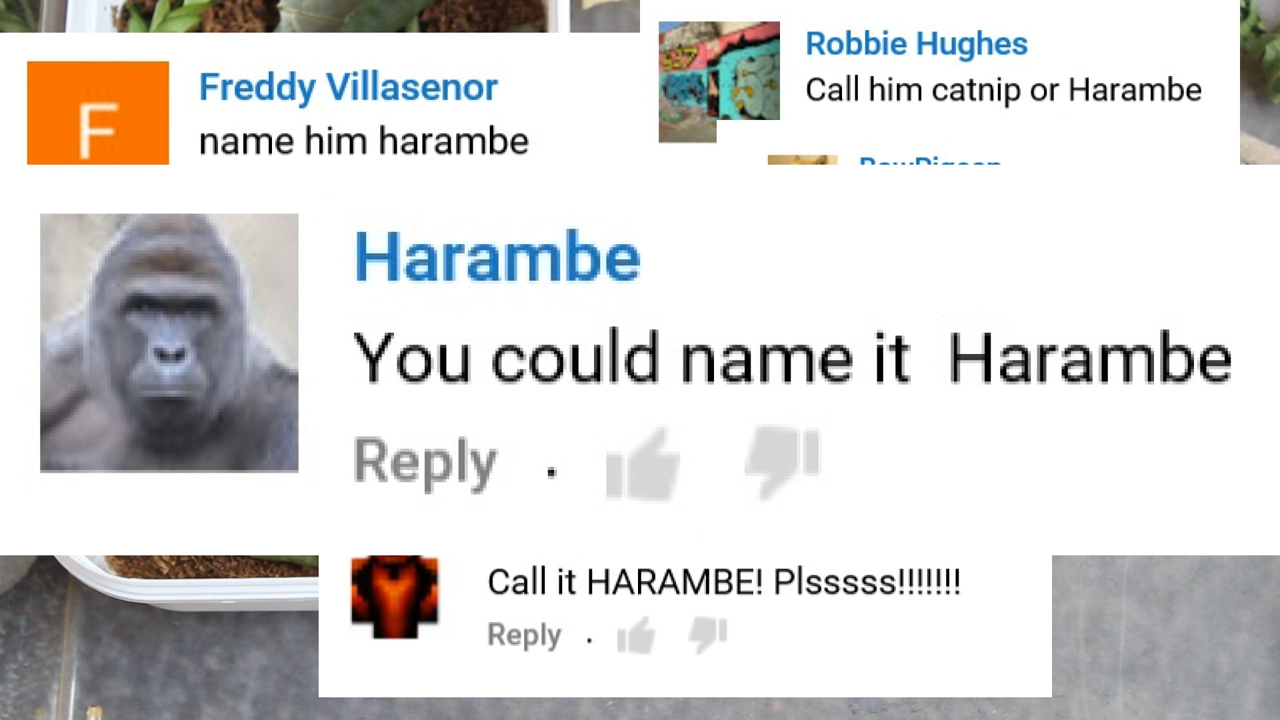 Freddy Villasenor
name him harambe
F
Robbie Hughes
Call him catnip or Harambe
Harambe
You could name it  Harambe
Reply .
Call it HARAMBE! Plsssss!!!!!!!
Reply .